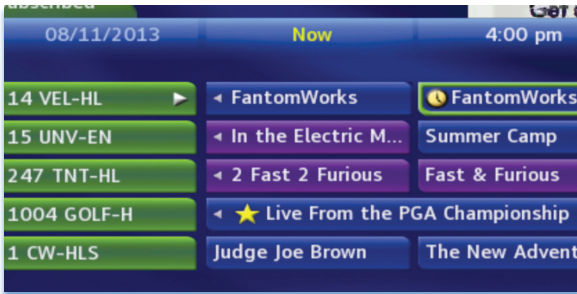 08/11/2013 Now 4:00 pm
14 VEL-HL FantomWorks FantomWorks
15 UNV-EN In the Electric M... Summer Camp
247 TNT-HL 2 Fast 2 Furious Fast & Furious
1004 GOLF-H Live From the PGA Championship
1 CW-HLS Judge Joe Brown The New Advent